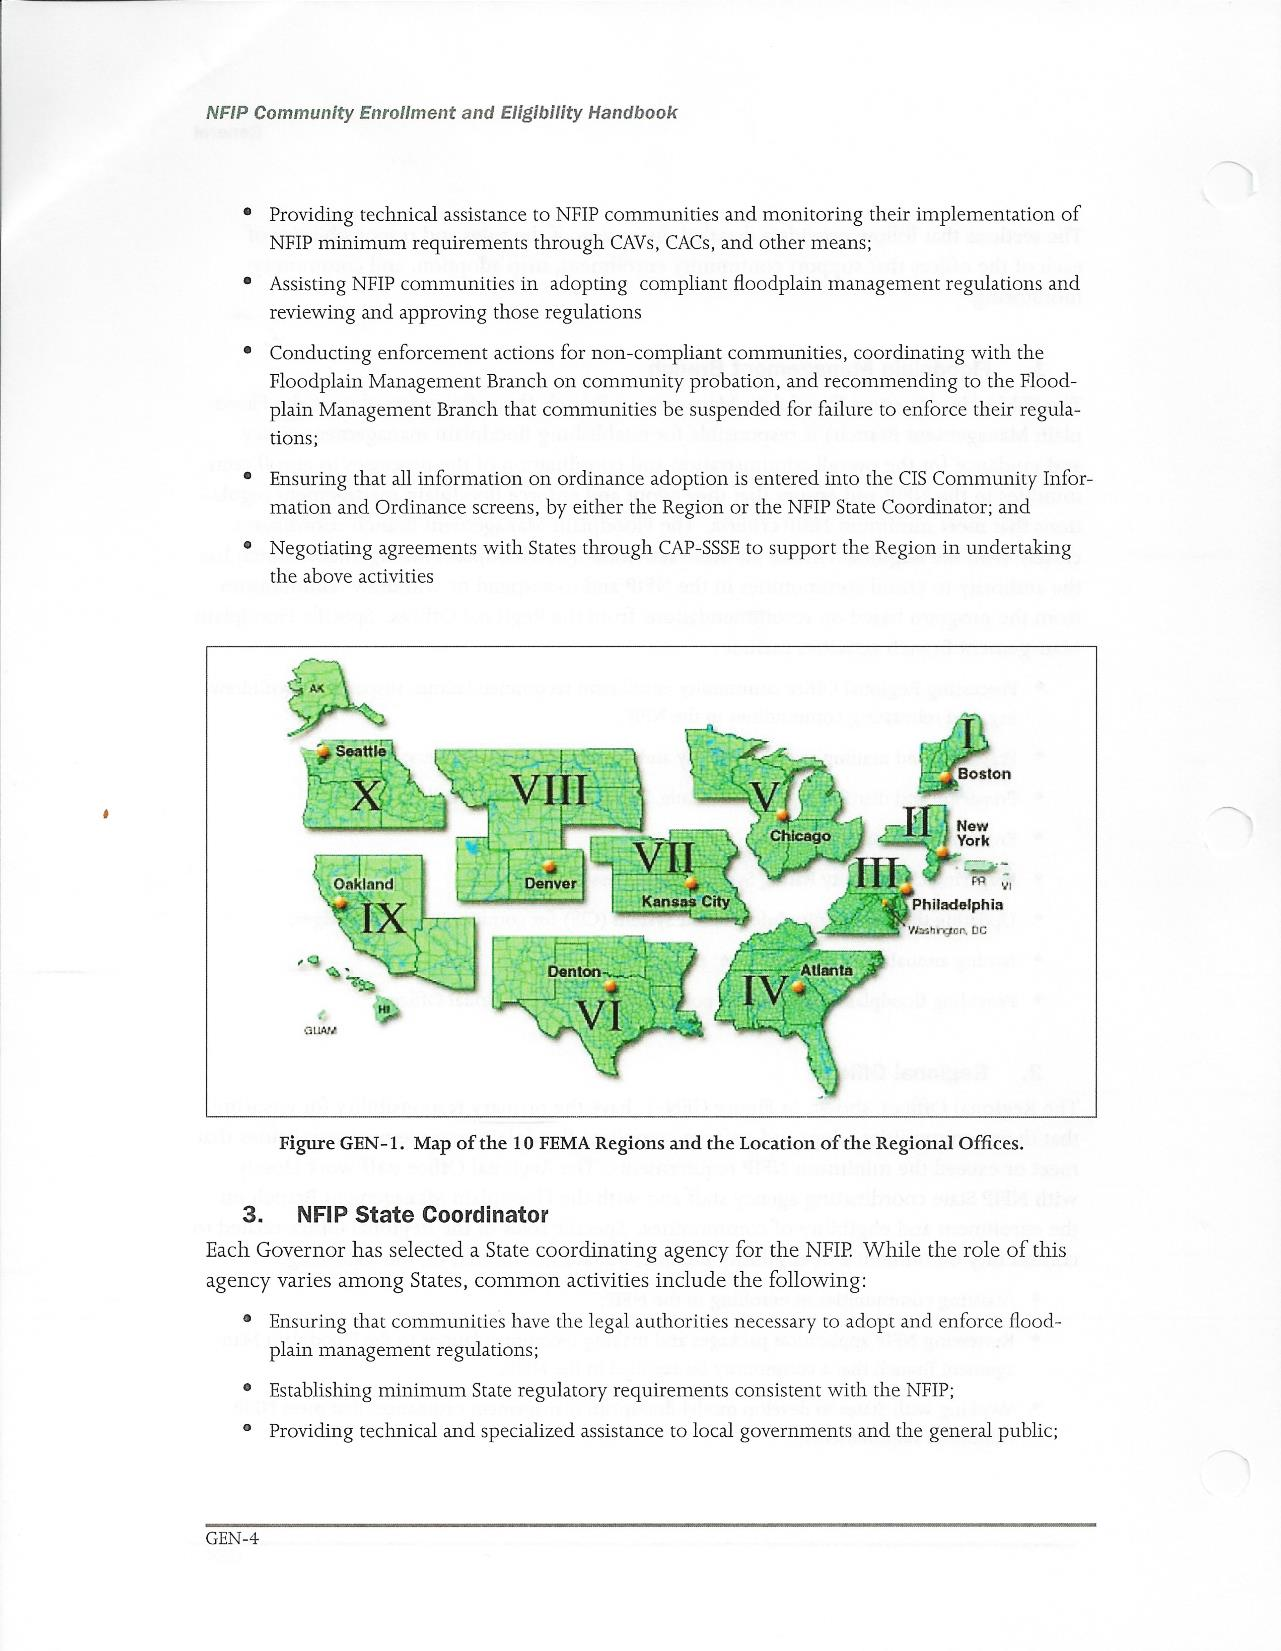 NFIP Community Enrollment and Eligibility Handbook
• Providing technical assistance to NFIP communities and monitoring their implementation of
NFIP minimum requirements through CAVs, CACs, and other means;
• Assisting NFIP communities in adopting compliant floodplain management regulations and
reviewing and approving those regulations
• Conducting enforcement actions for non-compliant communities, coordinating with the
Floodplain Management Branch on community probation, and recommending to the Flood-
plain Management Branch that communities be suspended for failure to enforce their regula-
tions;
• Ensuring that all information on ordinance adoption is entered into the CIS Community Infor-
mation and Ordinance screens, by either the Region or the NFIP State Coordinator; and
• Negotiating agreements with States through CAP-SSSE to support the Region in undertaking
the above activities
AK
Seattle
X
VIII
V
I
Boston
Chicago
II
New
York
VII
III
PR VI
Oakland
Denver
Kansas City
Philadelphia
IX
Washington, DC
Denton
VI
Atlanta
IV
HI
GUAM
Figure GEN-1. Map of the 10 FEMA Regions and the Location of the Regional Offices.
3. NFIP State Coordinator
Each Governor has selected a State coordinating agency for the NFIP. While the role of this
agency varies among States, common activities include the following:
• Ensuring that communities have the legal authorities necessary to adopt and enforce flood-
plain management regulations;
• Establishing minimum State regulatory requirements consistent with the NFIP;
• Providing technical and specialized assistance to local governments and the general public;
GEN-4